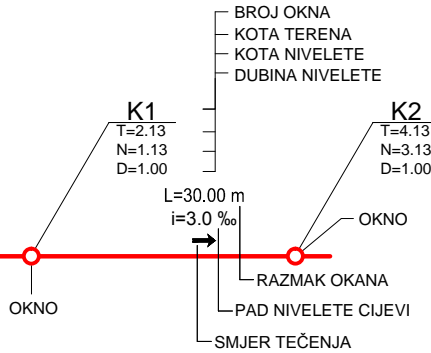 BROJ OKNA
KOTA TERENA
KOTA NIVELETE
DUBINA NIVELETE
K1
T=2.13
N=1.13
D=1.00
K2
T=4.13
N=3.13
D=1.00
L=30.00 m
i=3.0 ‰
OKNO
OKNO
RAZMAK OKANA
PAD NIVELETE CIJEVI
SMJER TEČENJA